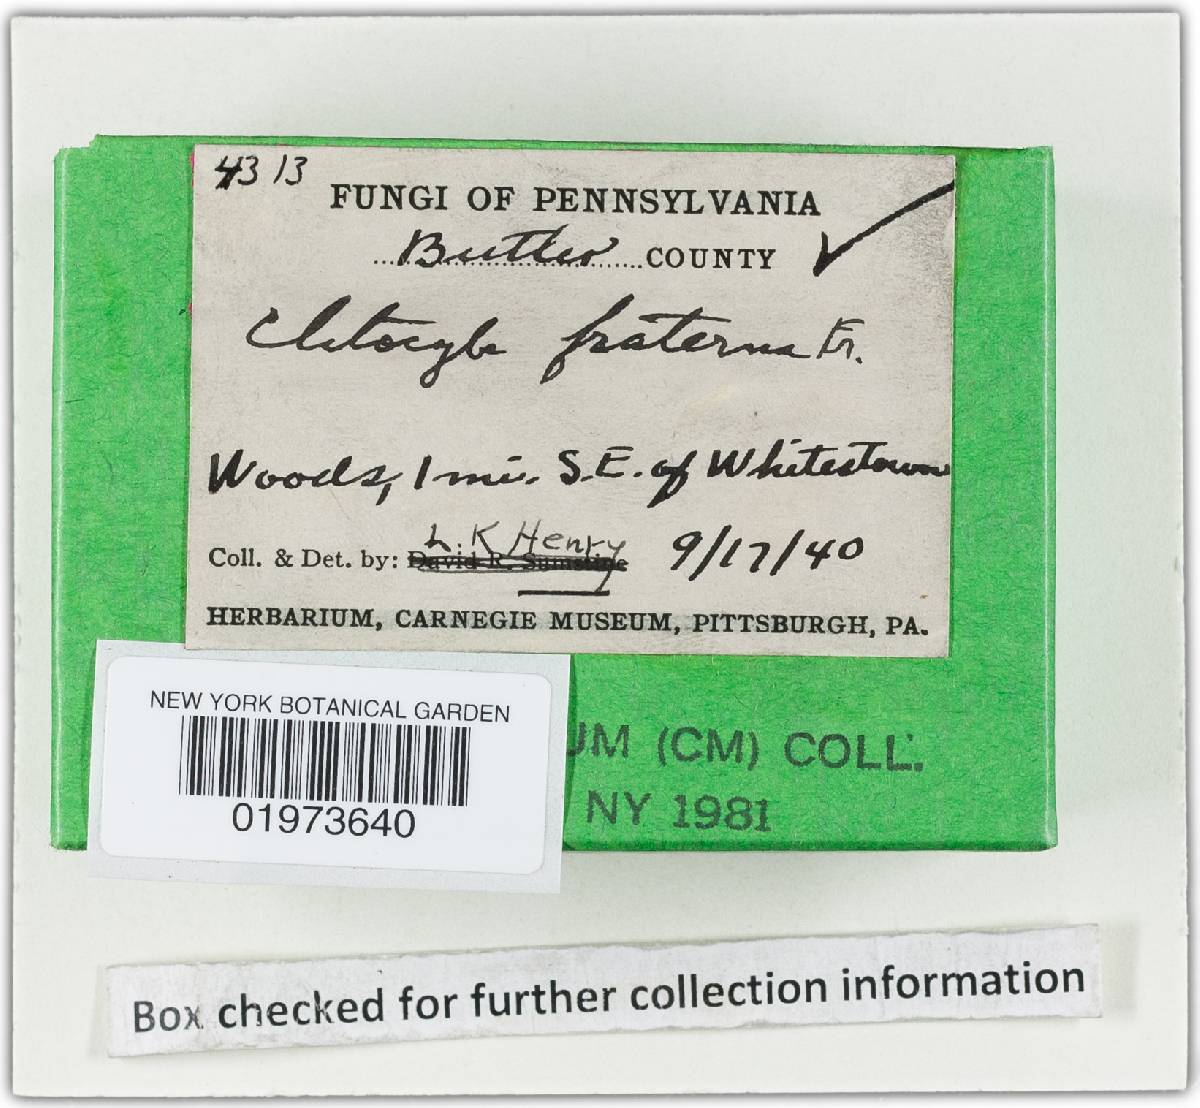 4313
FUNGI OF PENNSYLVANIA
Butler COUNTY
Clitocybe fraterna Fr.
Woods, 1 mi. S.E. of Whitestown
L. K Henry
Coll. & Det. by: David R. Sumstine 9/17/40
HERBARIUM, CARNEGIE MUSEUM, PITTSBURGH, PA.
NEW YORK BOTANICAL GARDEN
01973640
UM (CM) COLL.
NY 1981
Box checked for further collection information